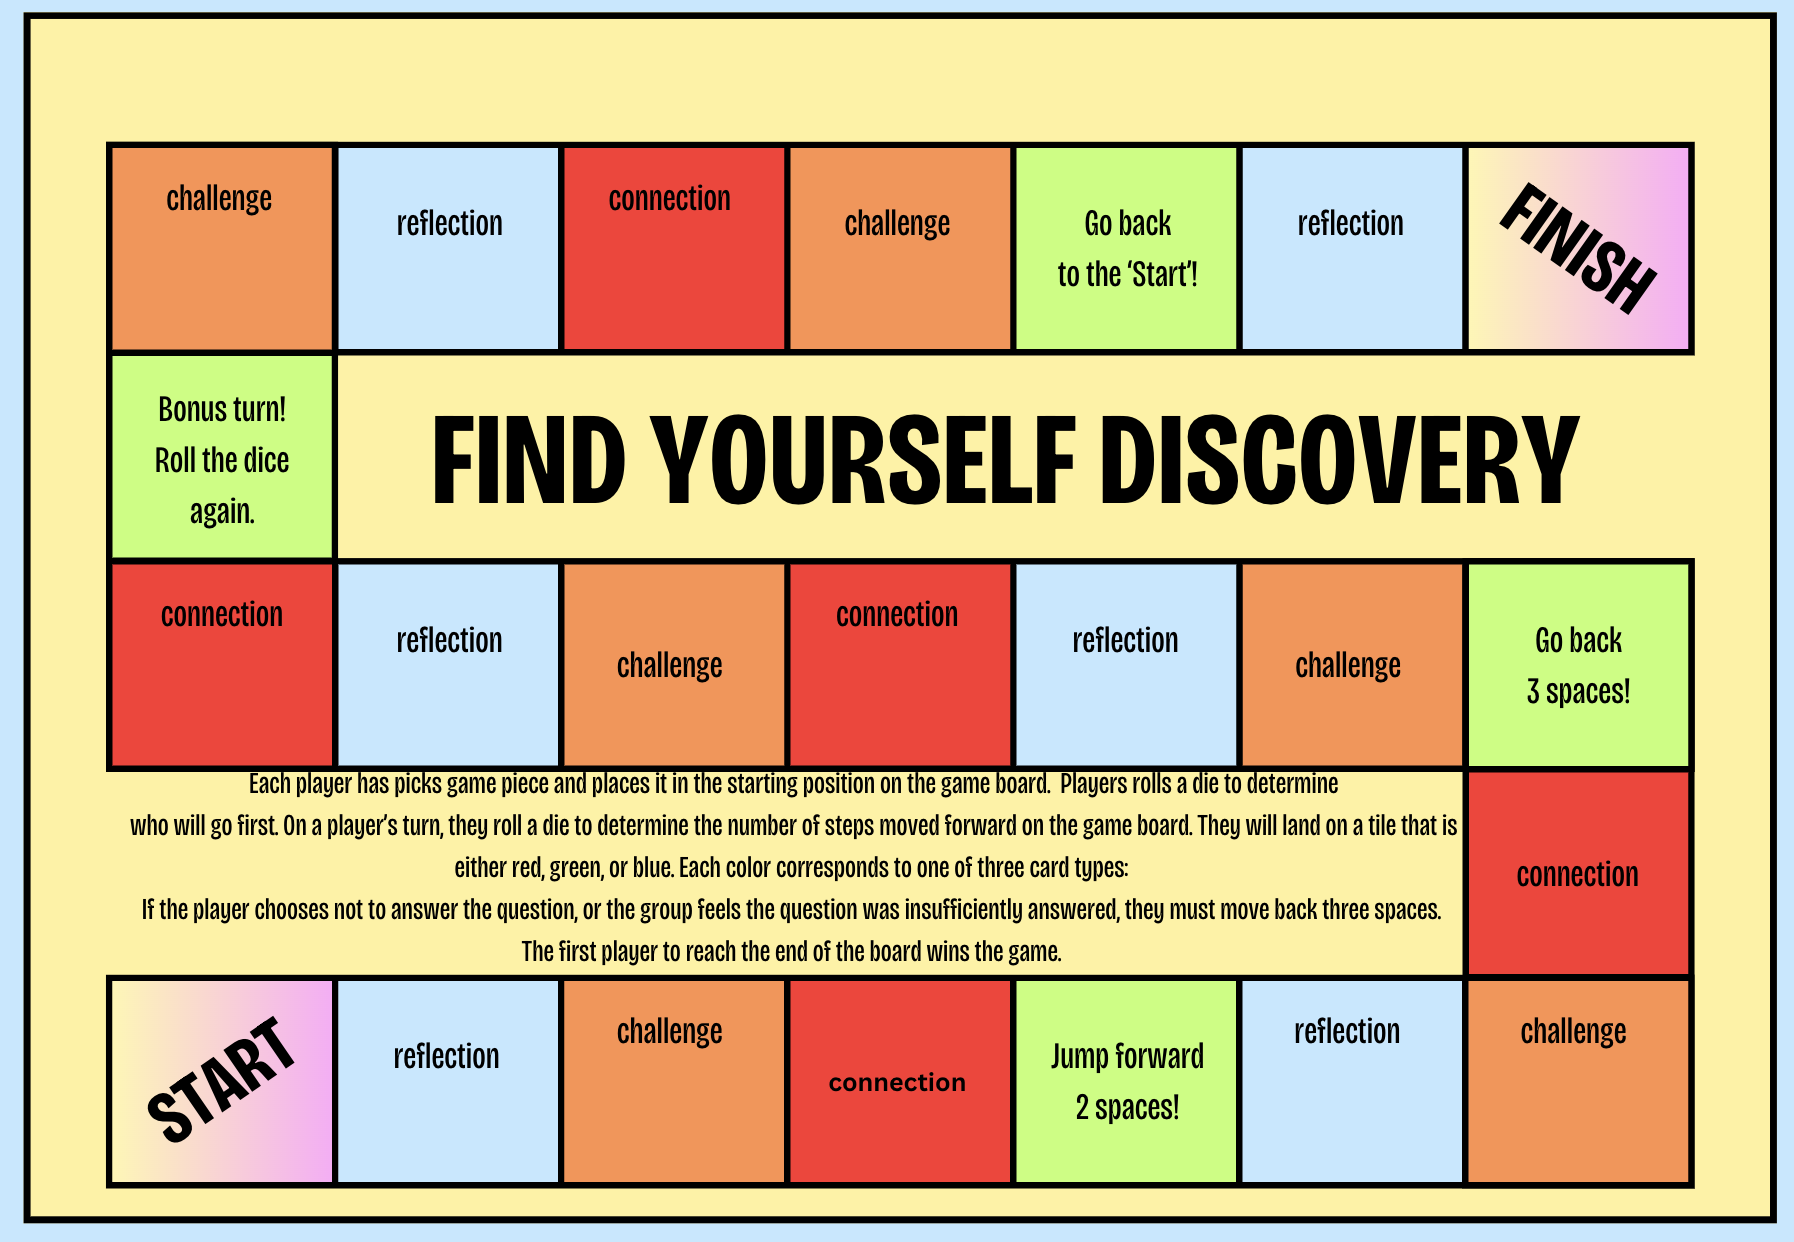 challenge
reflection
connection
challenge
Go back
to the ‘Start’!
reflection
FINISH
Bonus turn!
Roll the dice
again.
FIND YOURSELF DISCOVERY
connection
reflection
challenge
connection
reflection
challenge
Go back
3 spaces!
Each player has picks game piece and places it in the starting position on the game board.  Players rolls a die to determine
who will go first. On a player’s turn, they roll a die to determine the number of steps moved forward on the game board. They will land on a tile that is
either red, green, or blue. Each color corresponds to one of three card types:
If the player chooses not to answer the question, or the group feels the question was insufficiently answered, they must move back three spaces.
The first player to reach the end of the board wins the game.
connection
START
reflection
challenge
connection
Jump forward
2 spaces!
reflection
challenge